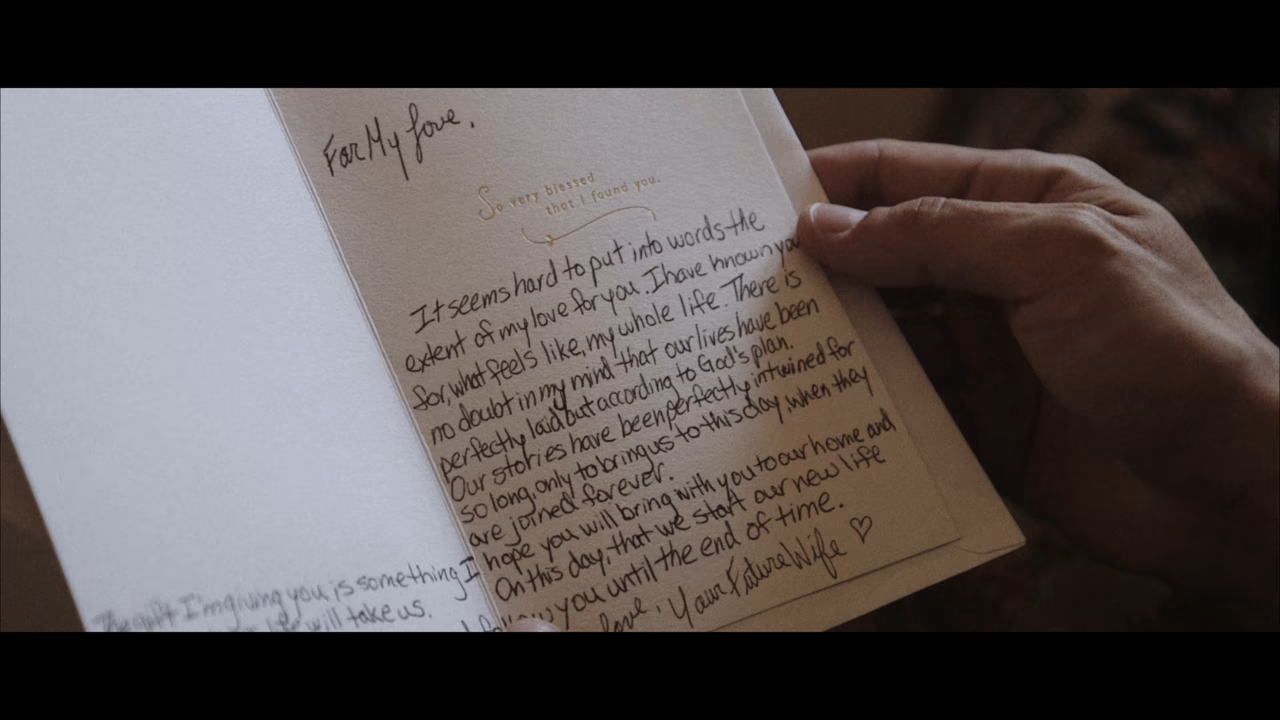 For My Love,
So very blessed
that I found you.
It seems hard to put into words the
extent of my love for you. I have known you
for, what feels like, my whole life. There is
no doubt in my mind that our lives have been
perfectly laid out according to God's plan.
Our stories have been perfectly intwined for
so long, only to bring us to this day, when they
are joined forever.
The gift I'm giving you is something I
hope you will bring with you to our home and
life will take us.
On this day, that we start our new life
I follow you until the end of time.
Love, Your Future Wife ♡